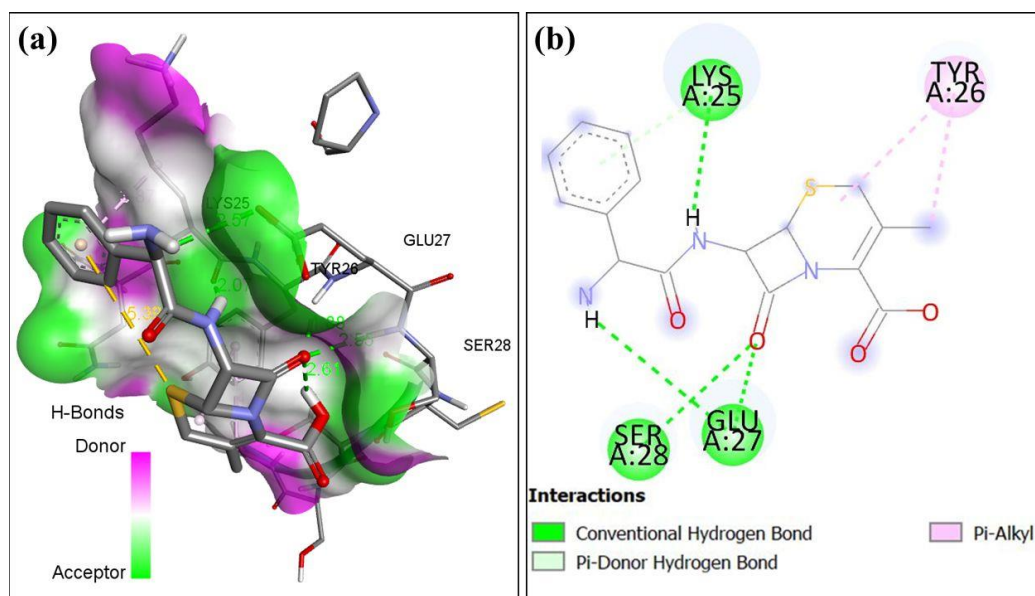 (a)
LYS25
GLU27
TYR26
SER28
H-Bonds
Donor
Acceptor
(b)
LYS
A:25
TYR
A:26
S
H
N
N
N
H
O
O
O
O
SER
A:28
GLU
A:27
Interactions
Conventional Hydrogen Bond
Pi-Alkyl
Pi-Donor Hydrogen Bond